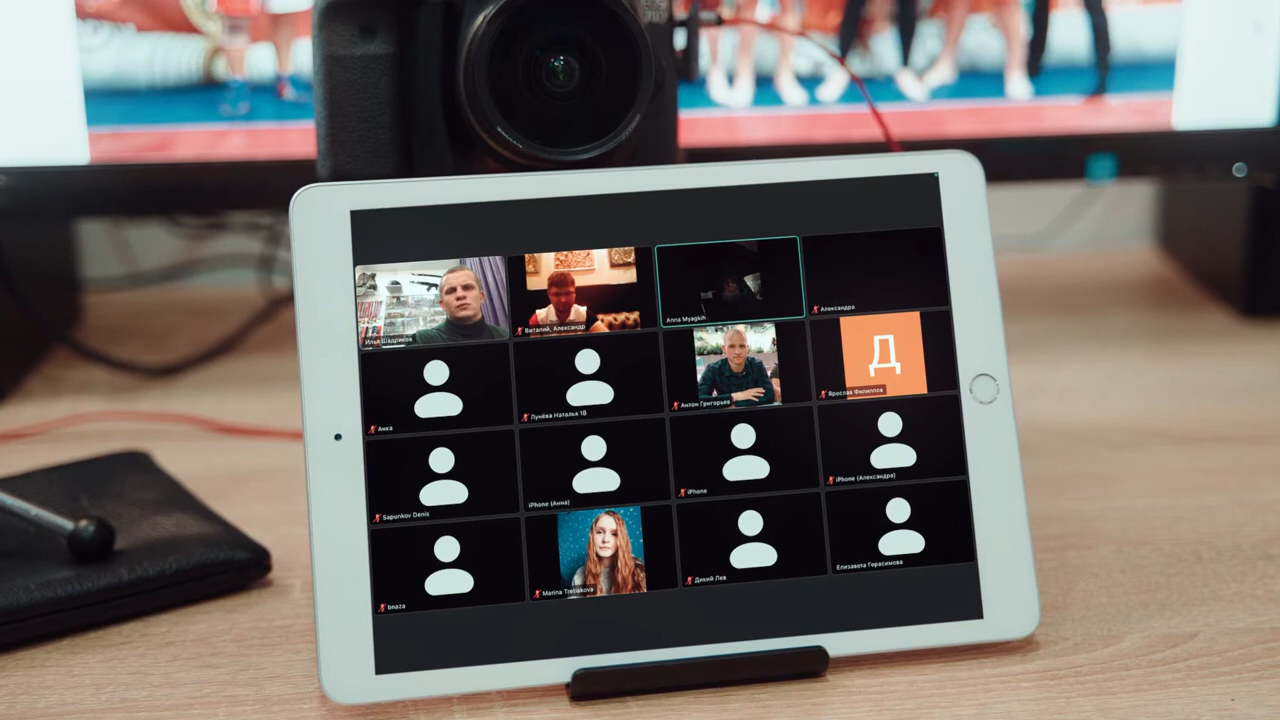 Илья Шадриков
Виталий, Александр
Anna Myagkih
Александра
Анка
Лунёва Наталья 1В
Антон Григорьев
Д
Ярослав Филиппов
Sapunkov Denis
iPhone (Анна)
iPhone
iPhone (Александра)
bnaza
Marina Tretiakova
Дикий Лев
Елизавета Герасимова